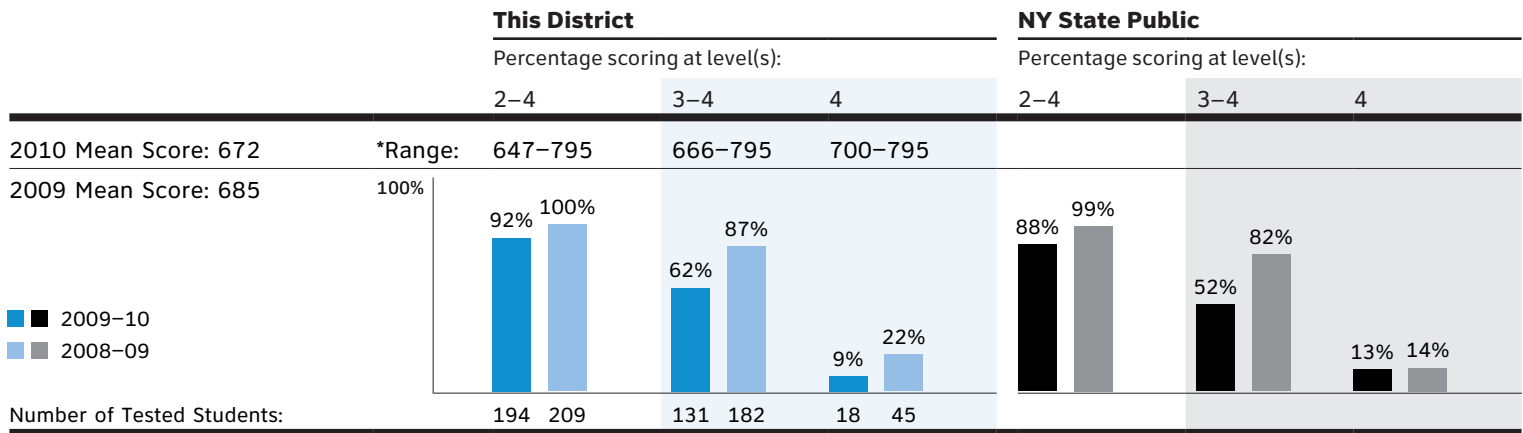 This District NY State Public
Percentage scoring at level(s): Percentage scoring at level(s):
2–4 3–4 4 2–4 3–4 4
2010 Mean Score: 672 *Range: 647–795 666–795 700–795
2009 Mean Score: 685 100%
92% 100% 62% 87% 9% 22% 88% 99% 52% 82% 13% 14%
2009–10
2008–09
Number of Tested Students: 194 209 131 182 18 45